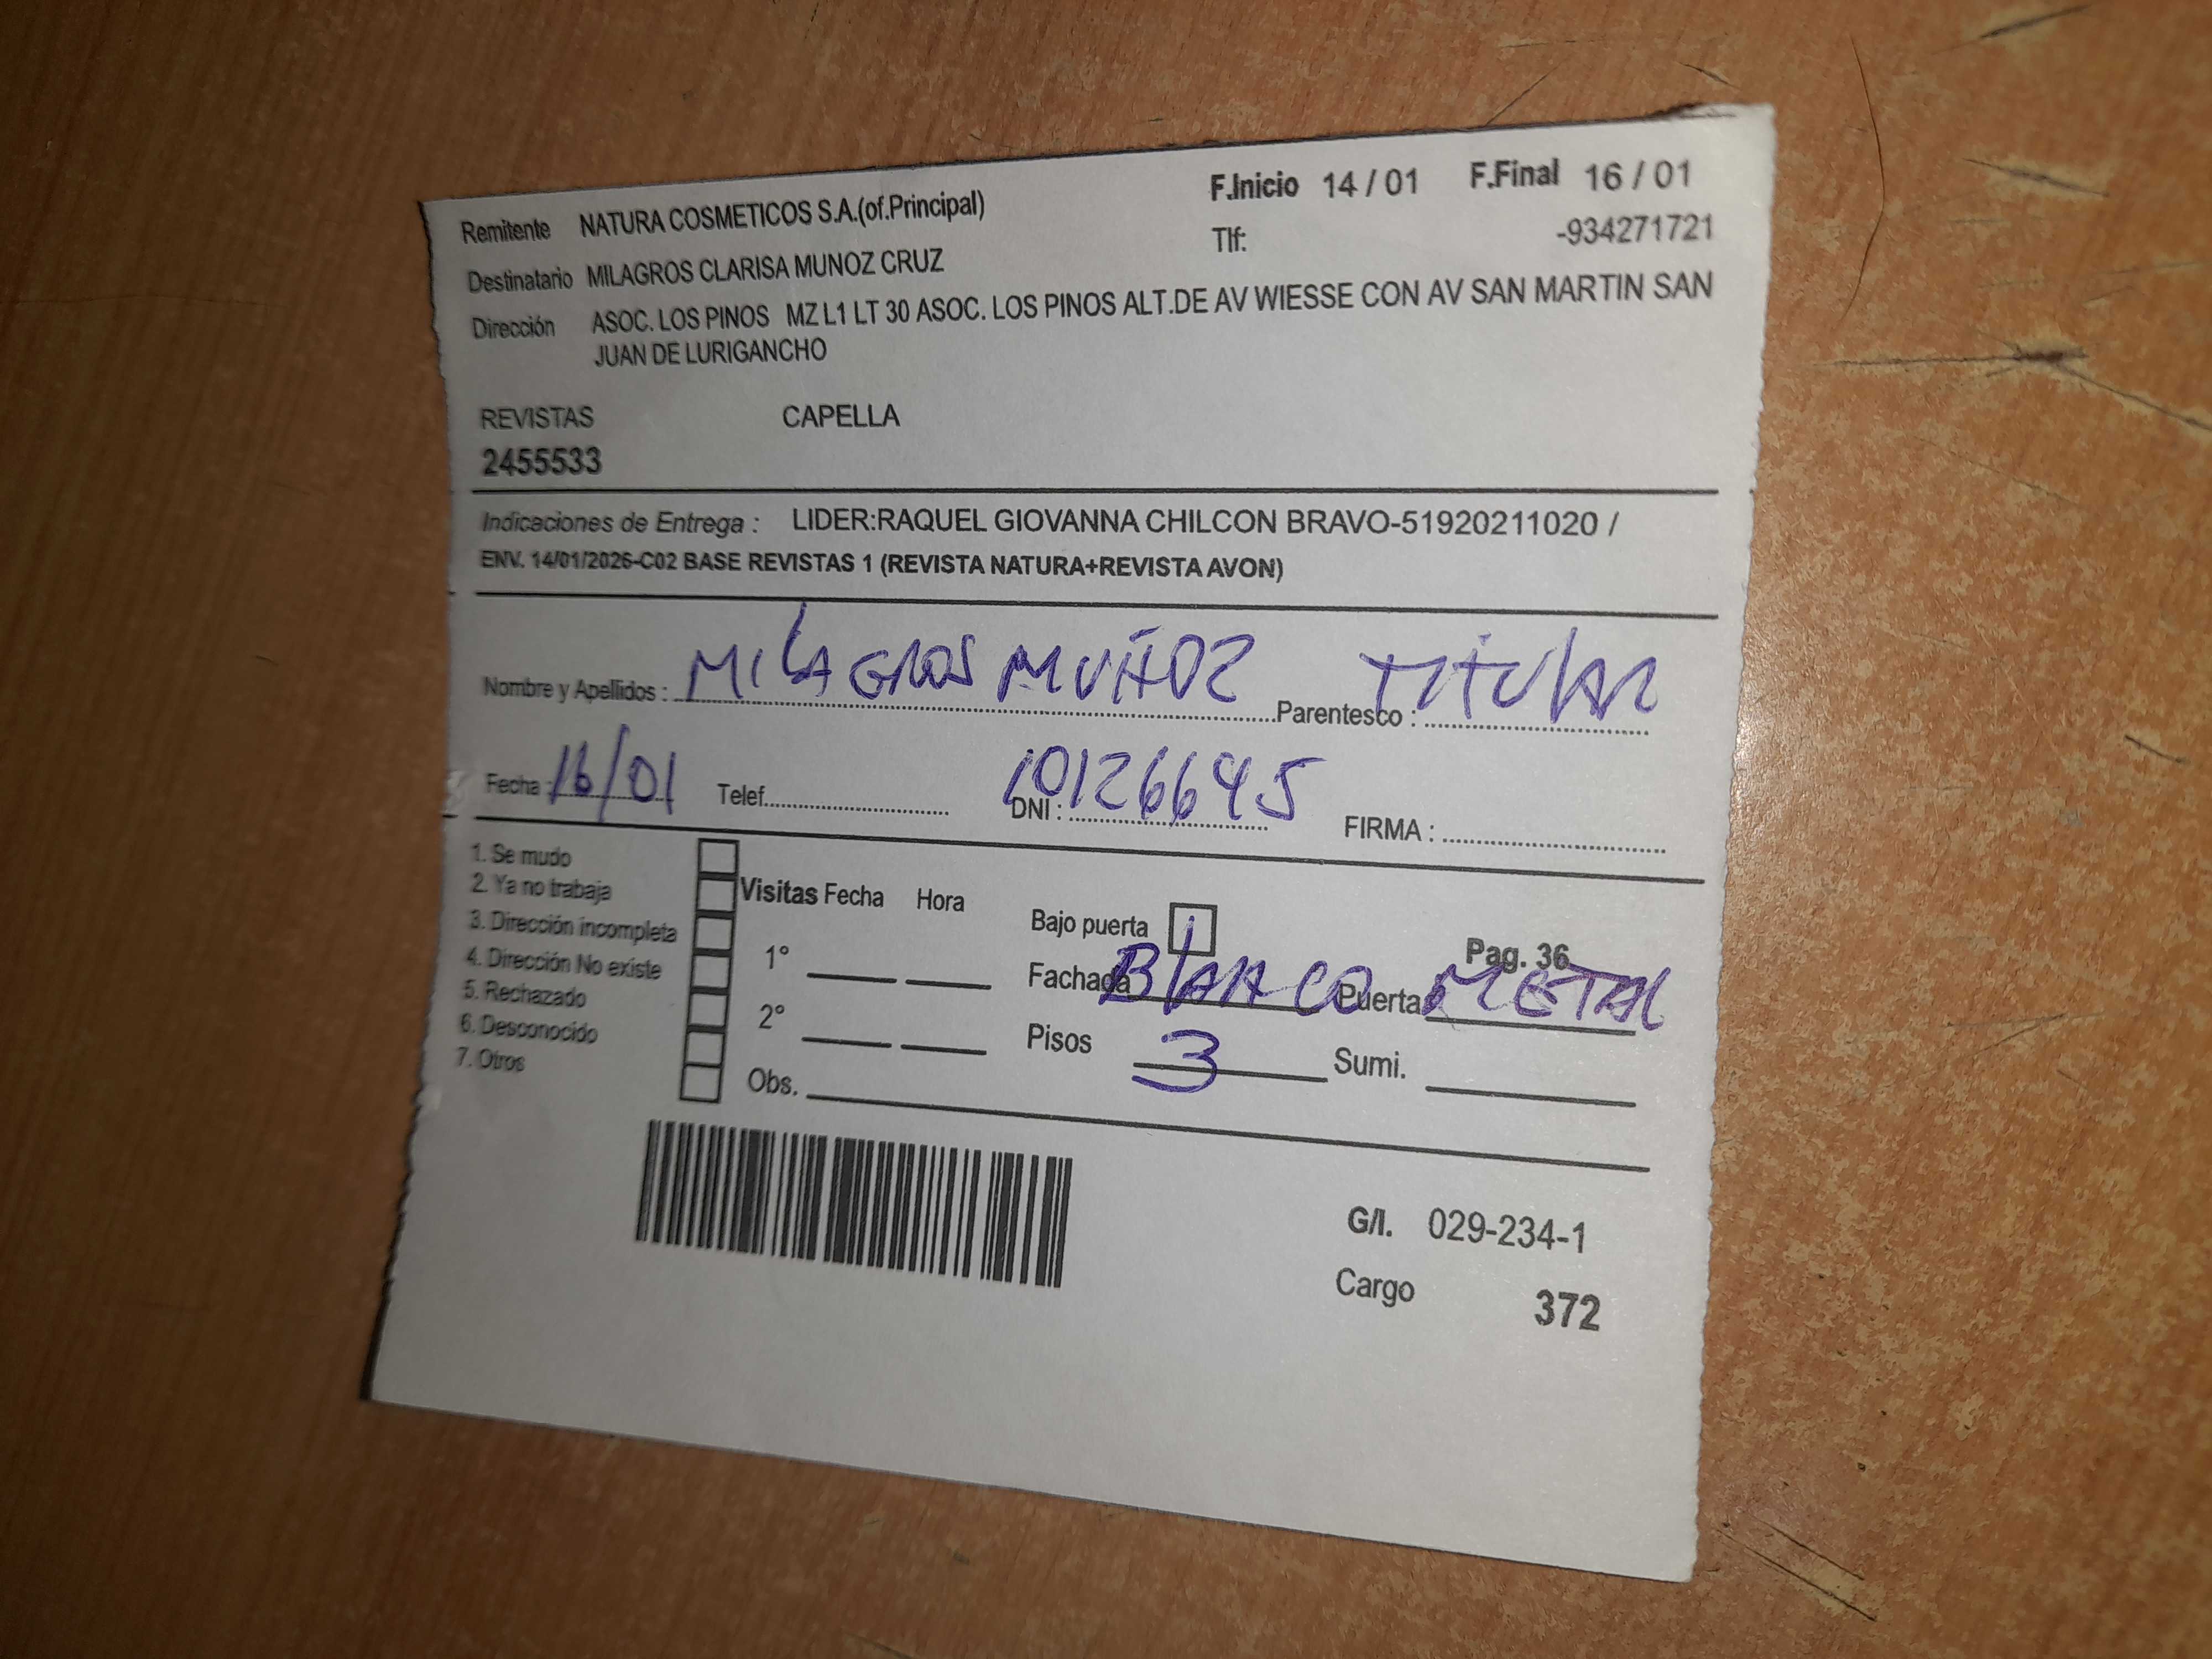 Remitente NATURA COSMETICOS S.A.(of.Principal) F.Inicio 14 / 01 F.Final 16 / 01
Tlf: -934271721
Destinatario MILAGROS CLARISA MUNOZ CRUZ
Dirección ASOC. LOS PINOS MZ L1 LT 30 ASOC. LOS PINOS ALT.DE AV WIESSE CON AV SAN MARTIN SAN
JUAN DE LURIGANCHO
REVISTAS CAPELLA
2455533
Indicaciones de Entrega : LIDER:RAQUEL GIOVANNA CHILCON BRAVO-51920211020 /
ENV. 14/01/2026-C02 BASE REVISTAS 1 (REVISTA NATURA+REVISTA AVON)
Nombre y Apellidos : MILAGROS MUÑOZ Parentesco : TITULAR
Fecha : 16/01 Telef. DNI : 10126645 FIRMA :
1. Se mudo
2. Ya no trabaja
3. Dirección incompleta
4. Dirección No existe
5. Rechazado
6. Desconocido
7. Otros
Visitas Fecha Hora
1°
2°
Obs.
Bajo puerta Pag. 36
Fachada BLANCO Puerta METAL
Pisos 3 Sumi.
G/I. 029-234-1
Cargo 372